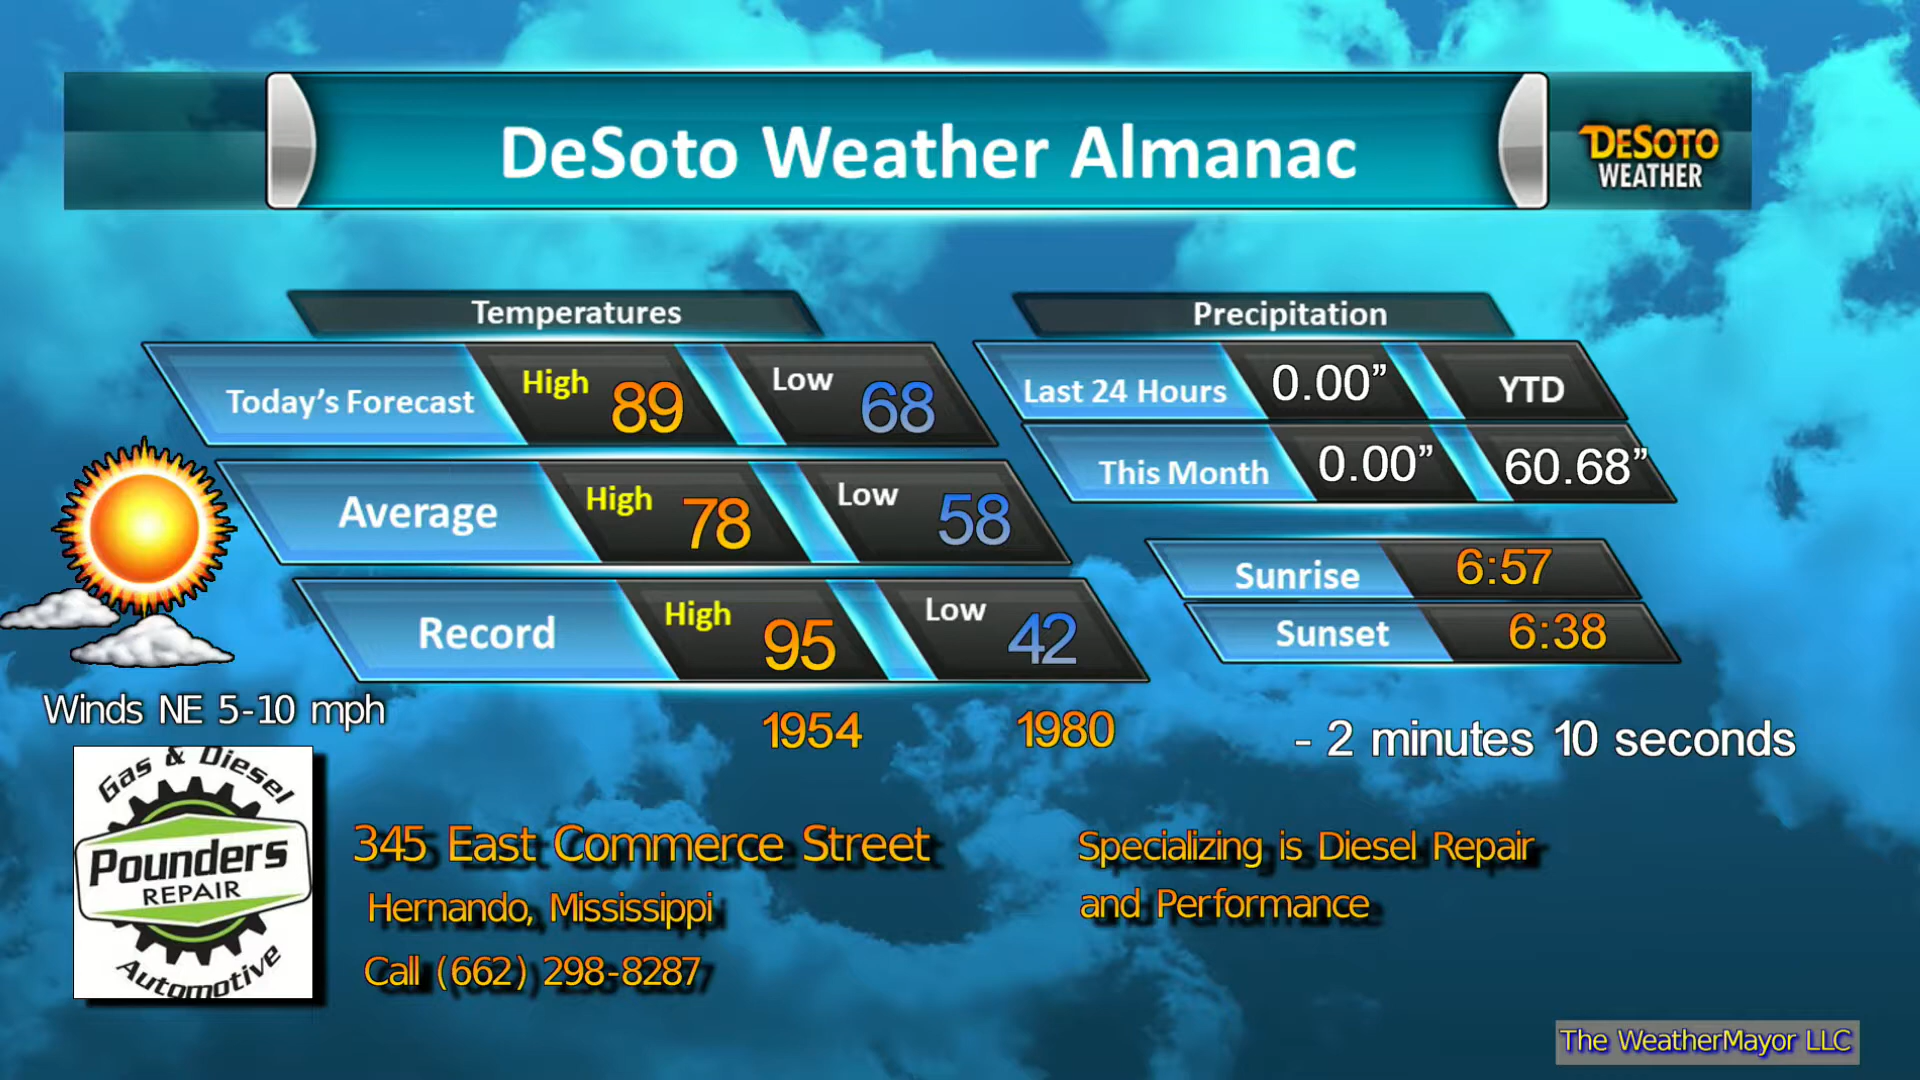 DeSoto Weather Almanac
DESOTO
WEATHER
Temperatures
Today's Forecast High 89 Low 68
Average High 78 Low 58
Record High 95 Low 42
1954 1980
Precipitation
Last 24 Hours 0.00” YTD
This Month 0.00” 60.68”
Sunrise 6:57
Sunset 6:38
- 2 minutes 10 seconds
Winds NE 5-10 mph
Gas & Diesel
Pounders
REPAIR
Automotive
345 East Commerce Street
Hernando, Mississippi
Call (662) 298-8287
Specializing is Diesel Repair
and Performance
The WeatherMayor LLC